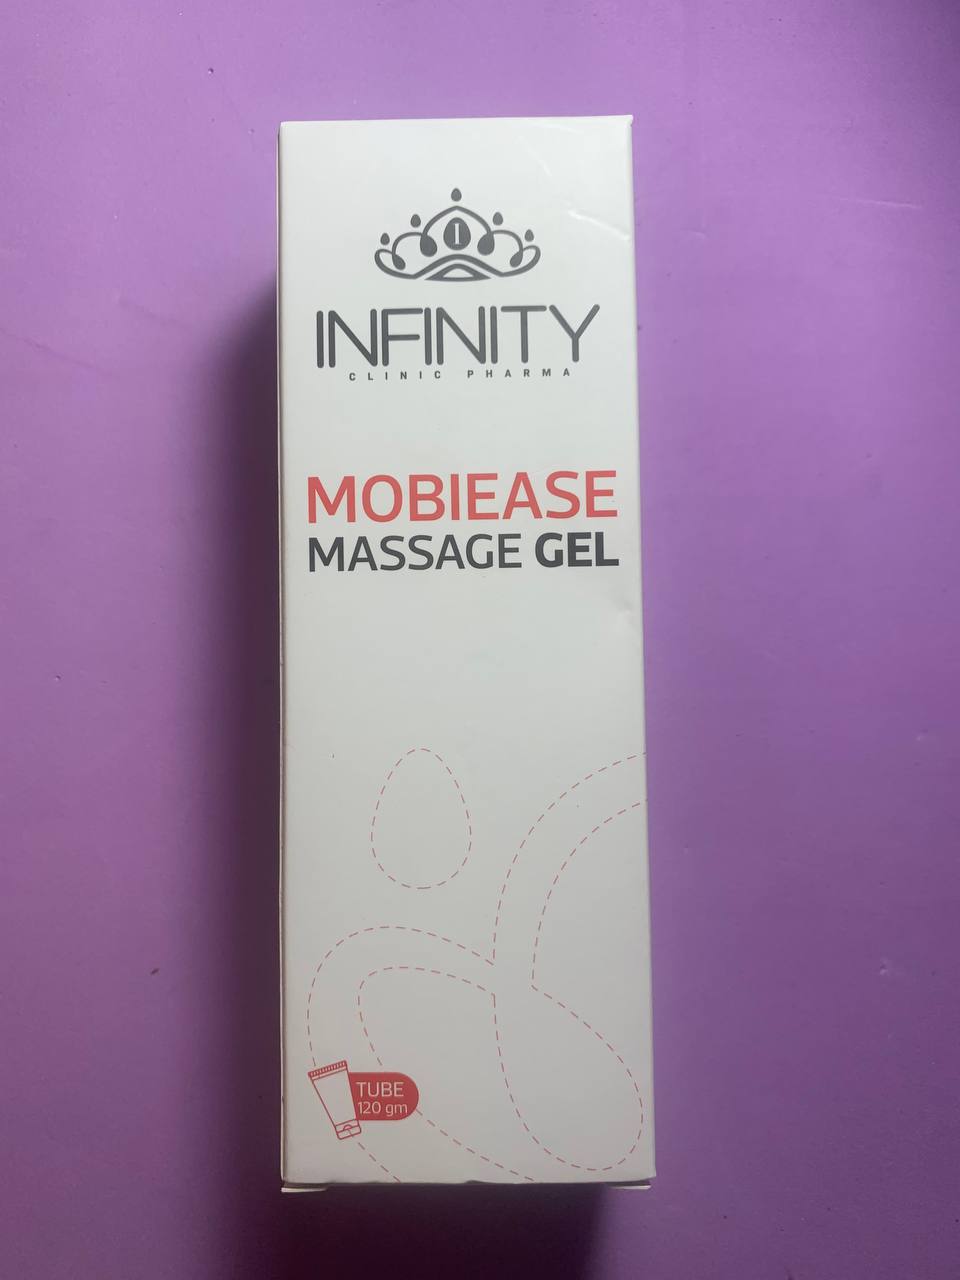 I
INFINITY
CLINIC PHARMA
MOBIEASE
MASSAGE GEL
TUBE
120 gm